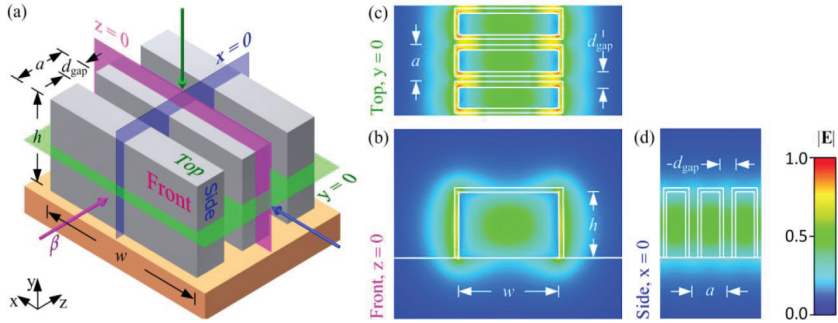 (a)
z = 0
x = 0
a
d_gap
h
Top
Front
Side
y = 0
β
w
y
x
z
(c)
Top, y = 0
a
d_gap
(b)
Front, z = 0
h
w
(d)
Side, x = 0
-d_gap
a
|E|
1.0
0.5
0.0